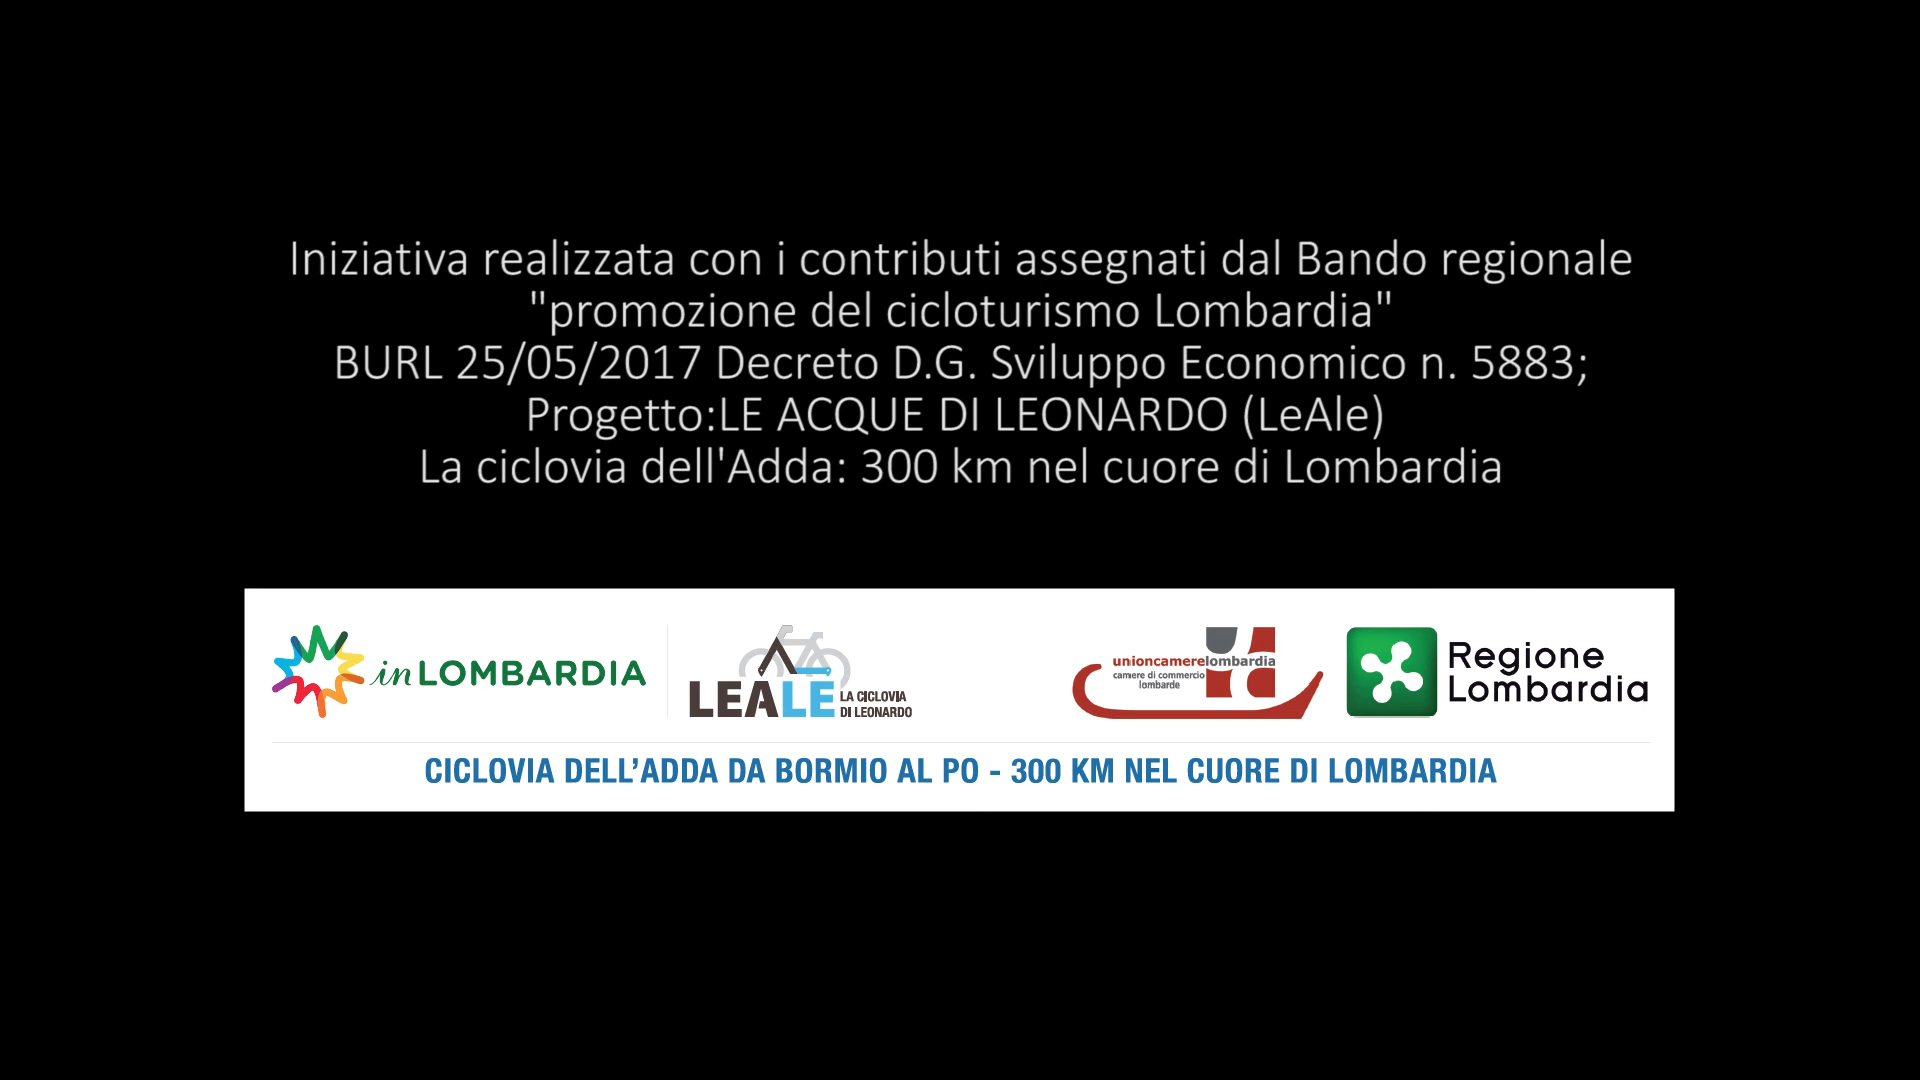 Iniziativa realizzata con i contributi assegnati dal Bando regionale
"promozione del cicloturismo Lombardia"
BURL 25/05/2017 Decreto D.G. Sviluppo Economico n. 5883;
Progetto:LE ACQUE DI LEONARDO (LeAle)
La ciclovia dell'Adda: 300 km nel cuore di Lombardia
inLOMBARDIA
LEALE
LA CICLOVIA
DI LEONARDO
unioncamerelombardia
camere di commercio
lombarde
Regione
Lombardia
CICLOVIA DELL’ADDA DA BORMIO AL PO - 300 KM NEL CUORE DI LOMBARDIA